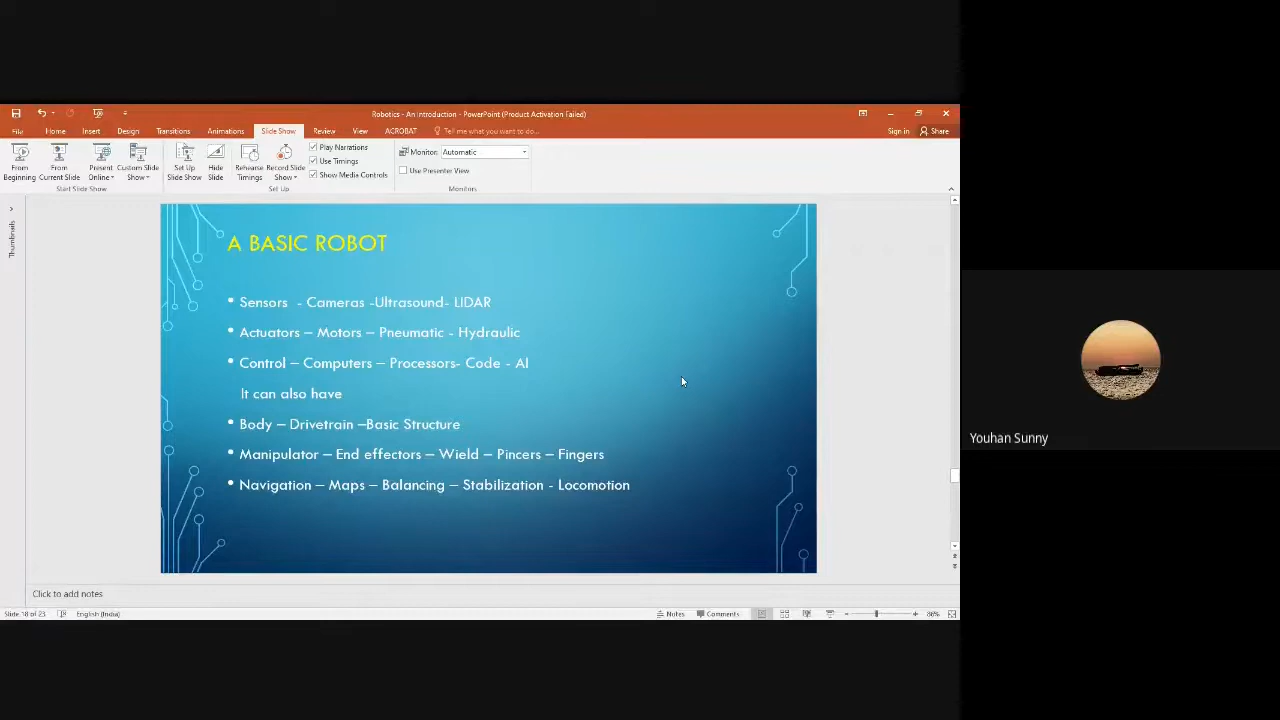 Robotics - An Introduction - PowerPoint (Product Activation Failed)
File Home Insert Design Transitions Animations Slide Show Review View ACROBAT Tell me what you want to do... Sign in Share
From Beginning
From Current Slide
Present Online
Custom Slide Show
Set Up Slide Show
Hide Slide
Rehearse Timings
Record Slide Show
Play Narrations
Use Timings
Show Media Controls
Monitor: Automatic
Use Presenter View
Start Slide Show
Set Up
Monitors
Thumbnails
A BASIC ROBOT
• Sensors - Cameras -Ultrasound- LIDAR
• Actuators – Motors – Pneumatic - Hydraulic
• Control – Computers – Processors- Code - AI
It can also have
• Body – Drivetrain –Basic Structure
• Manipulator – End effectors – Wield – Pincers – Fingers
• Navigation – Maps – Balancing – Stabilization - Locomotion
Youhan Sunny
Click to add notes
Slide 18 of 23 English (India) Notes Comments 86%